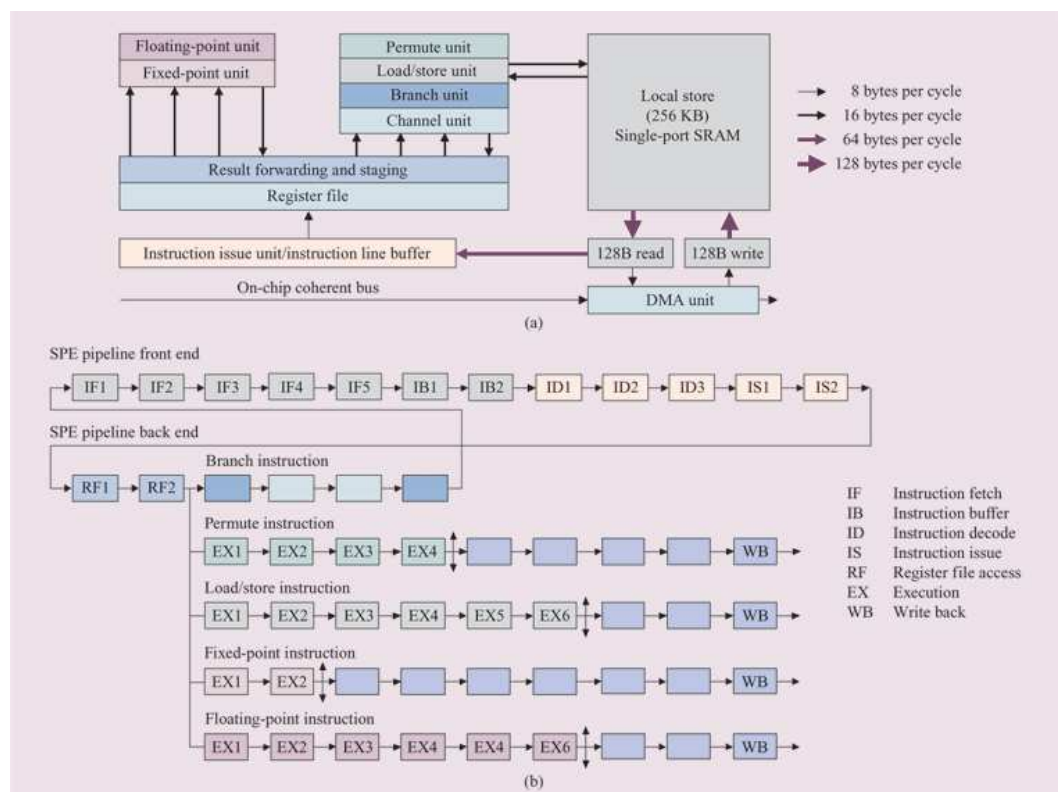 Floating-point unit
Fixed-point unit
Permute unit
Load/store unit
Branch unit
Channel unit
Local store
(256 KB)
Single-port SRAM
8 bytes per cycle
16 bytes per cycle
64 bytes per cycle
128 bytes per cycle
Result forwarding and staging
Register file
Instruction issue unit/instruction line buffer
128B read
128B write
On-chip coherent bus
DMA unit
(a)
SPE pipeline front end
IF1 IF2 IF3 IF4 IF5 IB1 IB2 ID1 ID2 ID3 IS1 IS2
SPE pipeline back end
Branch instruction
RF1 RF2
Permute instruction
EX1 EX2 EX3 EX4 WB
Load/store instruction
EX1 EX2 EX3 EX4 EX5 EX6 WB
Fixed-point instruction
EX1 EX2 WB
Floating-point instruction
EX1 EX2 EX3 EX4 EX4 EX6 WB
IF Instruction fetch
IB Instruction buffer
ID Instruction decode
IS Instruction issue
RF Register file access
EX Execution
WB Write back
(b)